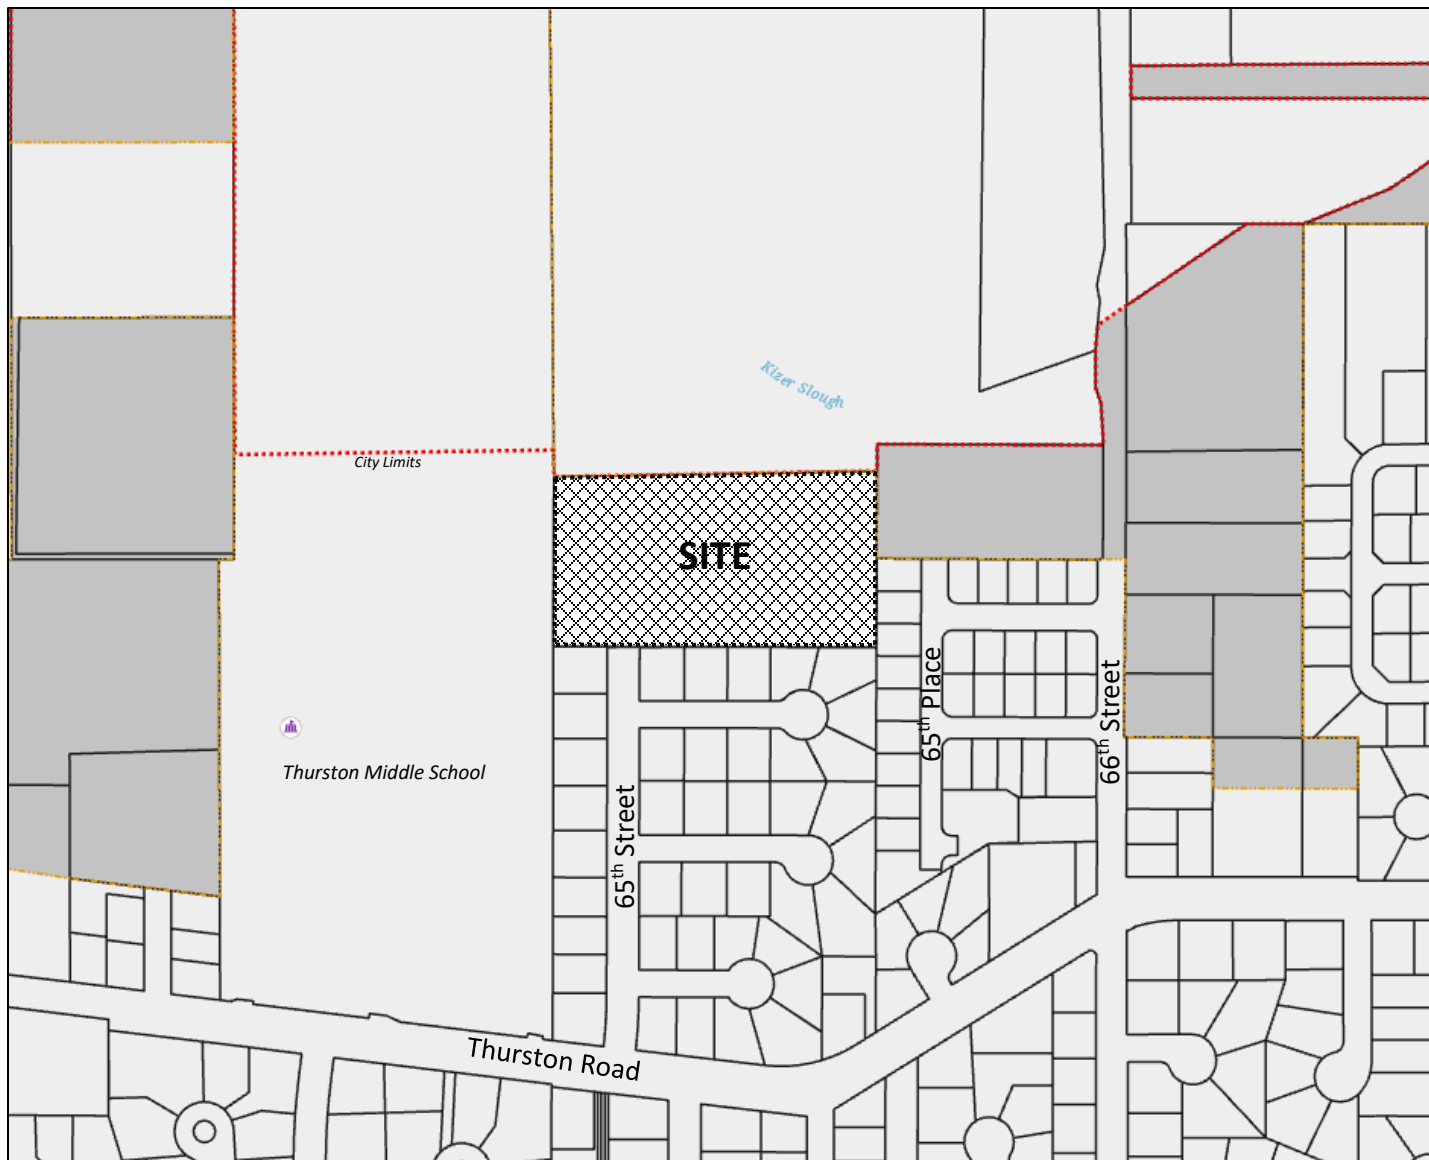 Kizer Slough
City Limits
SITE
65th Place
66th Street
Thurston Middle School
65th Street
Thurston Road